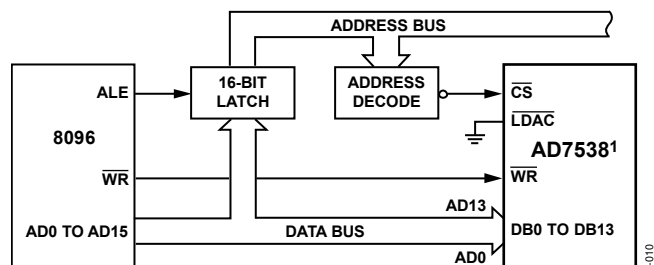 ADDRESS BUS
ALE
16-BIT
LATCH
ADDRESS
DECODE
CS
LDAC
8096
AD7538¹
WR
WR
AD13
AD0 TO AD15
DATA BUS
DB0 TO DB13
AD0
-010